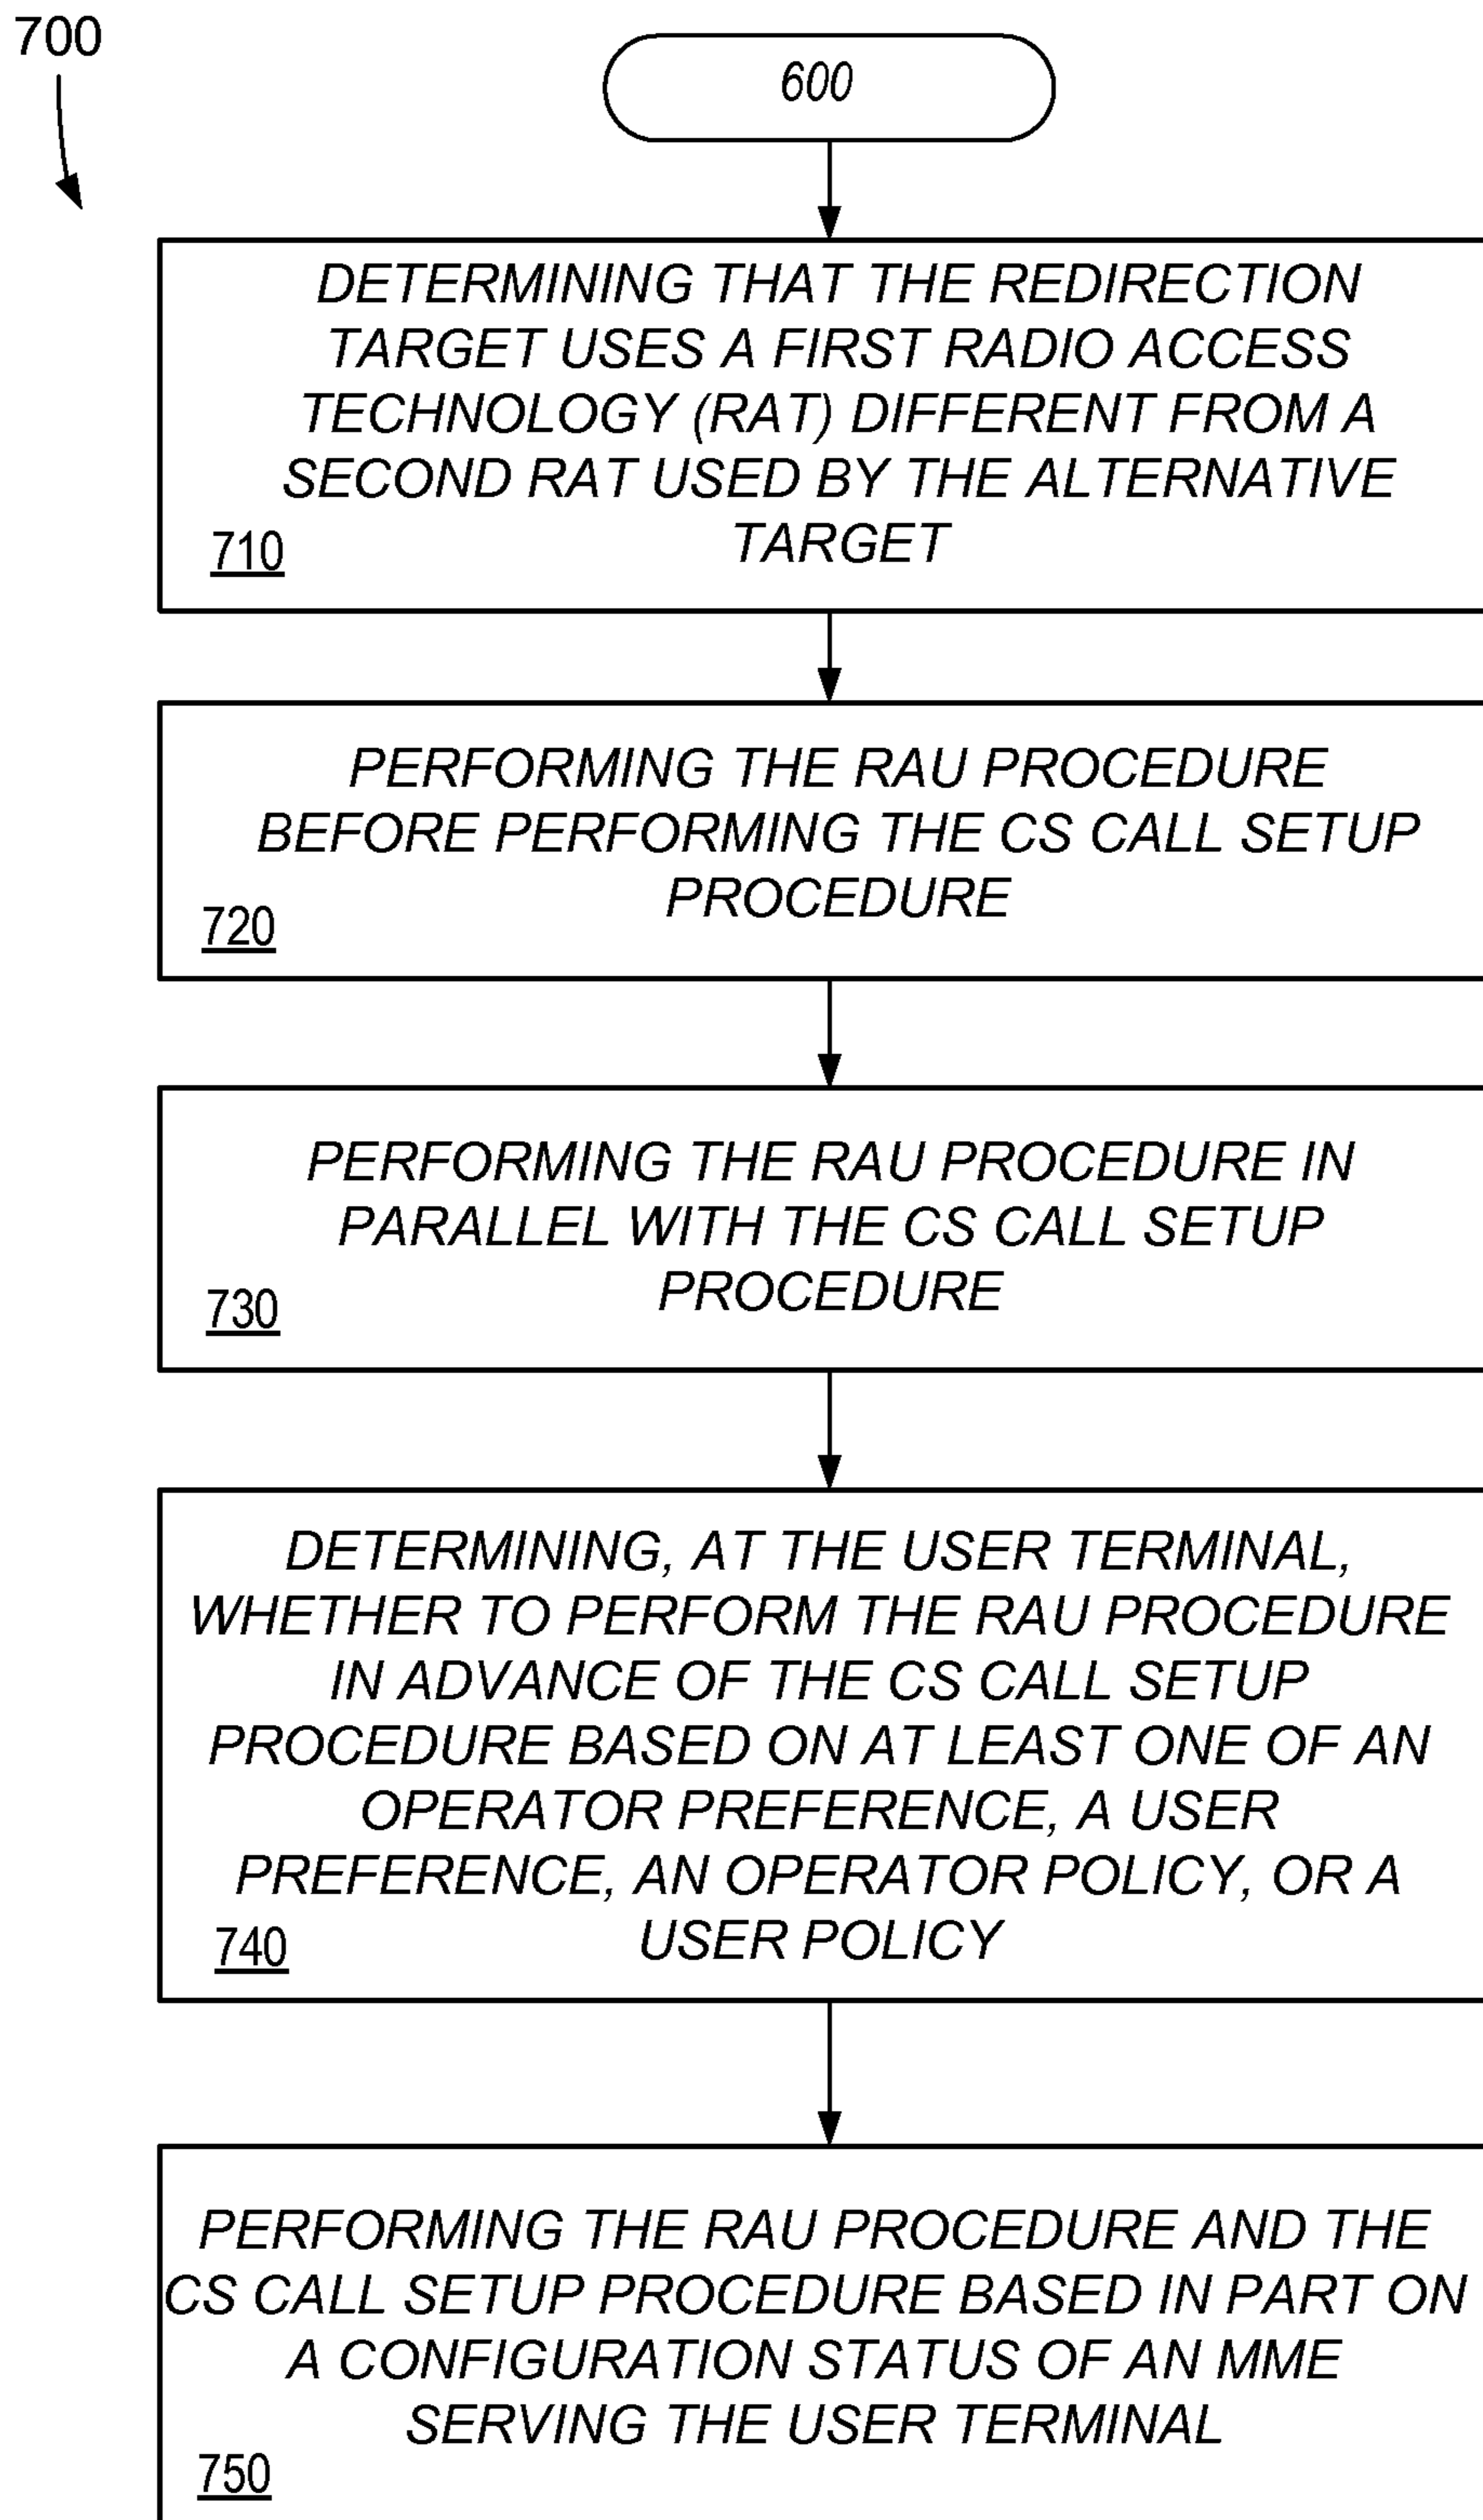 700
600
DETERMINING THAT THE REDIRECTION
TARGET USES A FIRST RADIO ACCESS
TECHNOLOGY (RAT) DIFFERENT FROM A
SECOND RAT USED BY THE ALTERNATIVE
TARGET
710
PERFORMING THE RAU PROCEDURE
BEFORE PERFORMING THE CS CALL SETUP
PROCEDURE
720
PERFORMING THE RAU PROCEDURE IN
PARALLEL WITH THE CS CALL SETUP
PROCEDURE
730
DETERMINING, AT THE USER TERMINAL,
WHETHER TO PERFORM THE RAU PROCEDURE
IN ADVANCE OF THE CS CALL SETUP
PROCEDURE BASED ON AT LEAST ONE OF AN
OPERATOR PREFERENCE, A USER
PREFERENCE, AN OPERATOR POLICY, OR A
USER POLICY
740
PERFORMING THE RAU PROCEDURE AND THE
CS CALL SETUP PROCEDURE BASED IN PART ON
A CONFIGURATION STATUS OF AN MME
SERVING THE USER TERMINAL
750